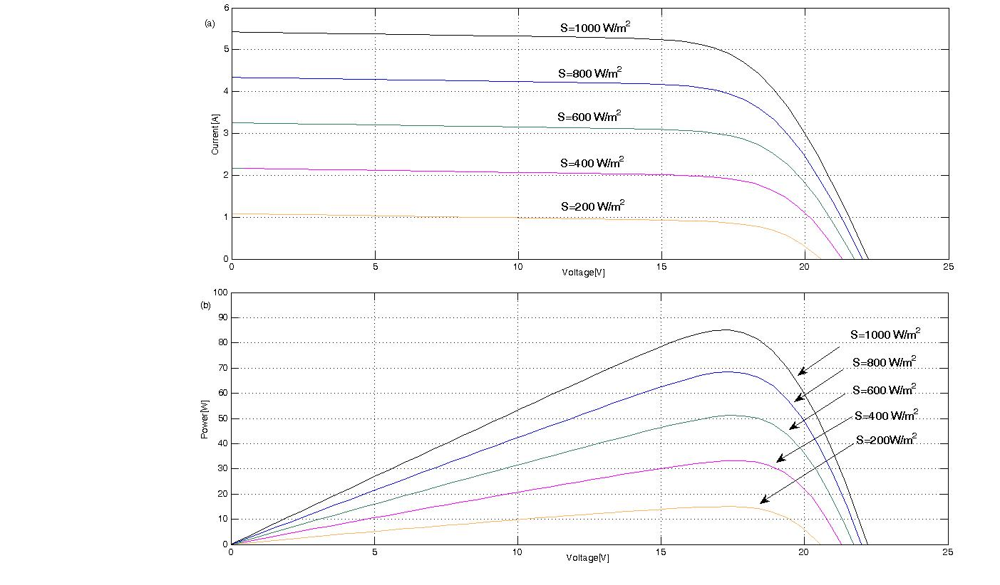 (a)
6
5
4
3
2
1
0
Current [A]
S=1000 W/m²
S=800 W/m²
S=600 W/m²
S=400 W/m²
S=200 W/m²
0 5 10 15 20 25
Voltage[V]
(b)
100
90
80
70
60
50
40
30
20
10
0
Power[W]
S=1000 W/m²
S=800 W/m²
S=600 W/m²
S=400 W/m²
S=200W/m²
0 5 10 15 20 25
Voltage[V]